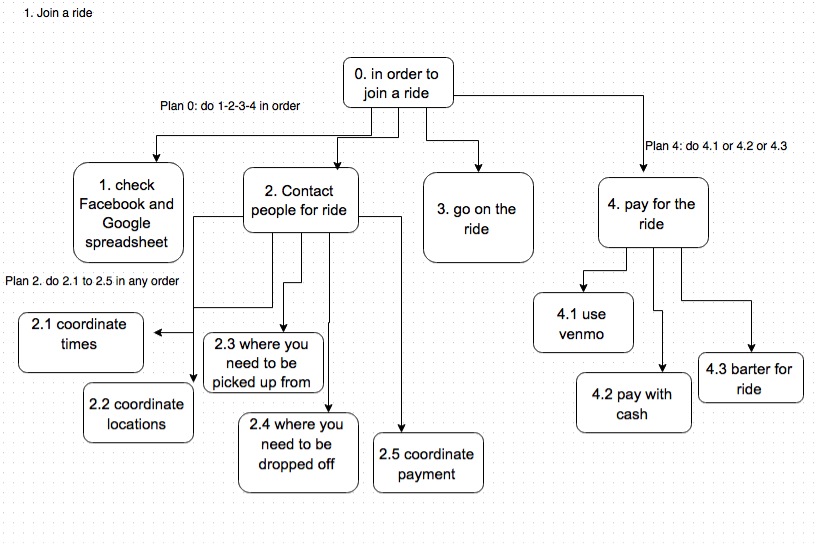 1. Join a ride
0. in order to
join a ride
Plan 0: do 1-2-3-4 in order
Plan 4: do 4.1 or 4.2 or 4.3
1. check
Facebook and
Google
spreadsheet
2. Contact
people for ride
3. go on the
ride
4. pay for the
ride
Plan 2. do 2.1 to 2.5 in any order
2.1 coordinate
times
2.2 coordinate
locations
2.3 where you
need to be
picked up from
2.4 where you
need to be
dropped off
2.5 coordinate
payment
4.1 use
venmo
4.2 pay with
cash
4.3 barter for
ride